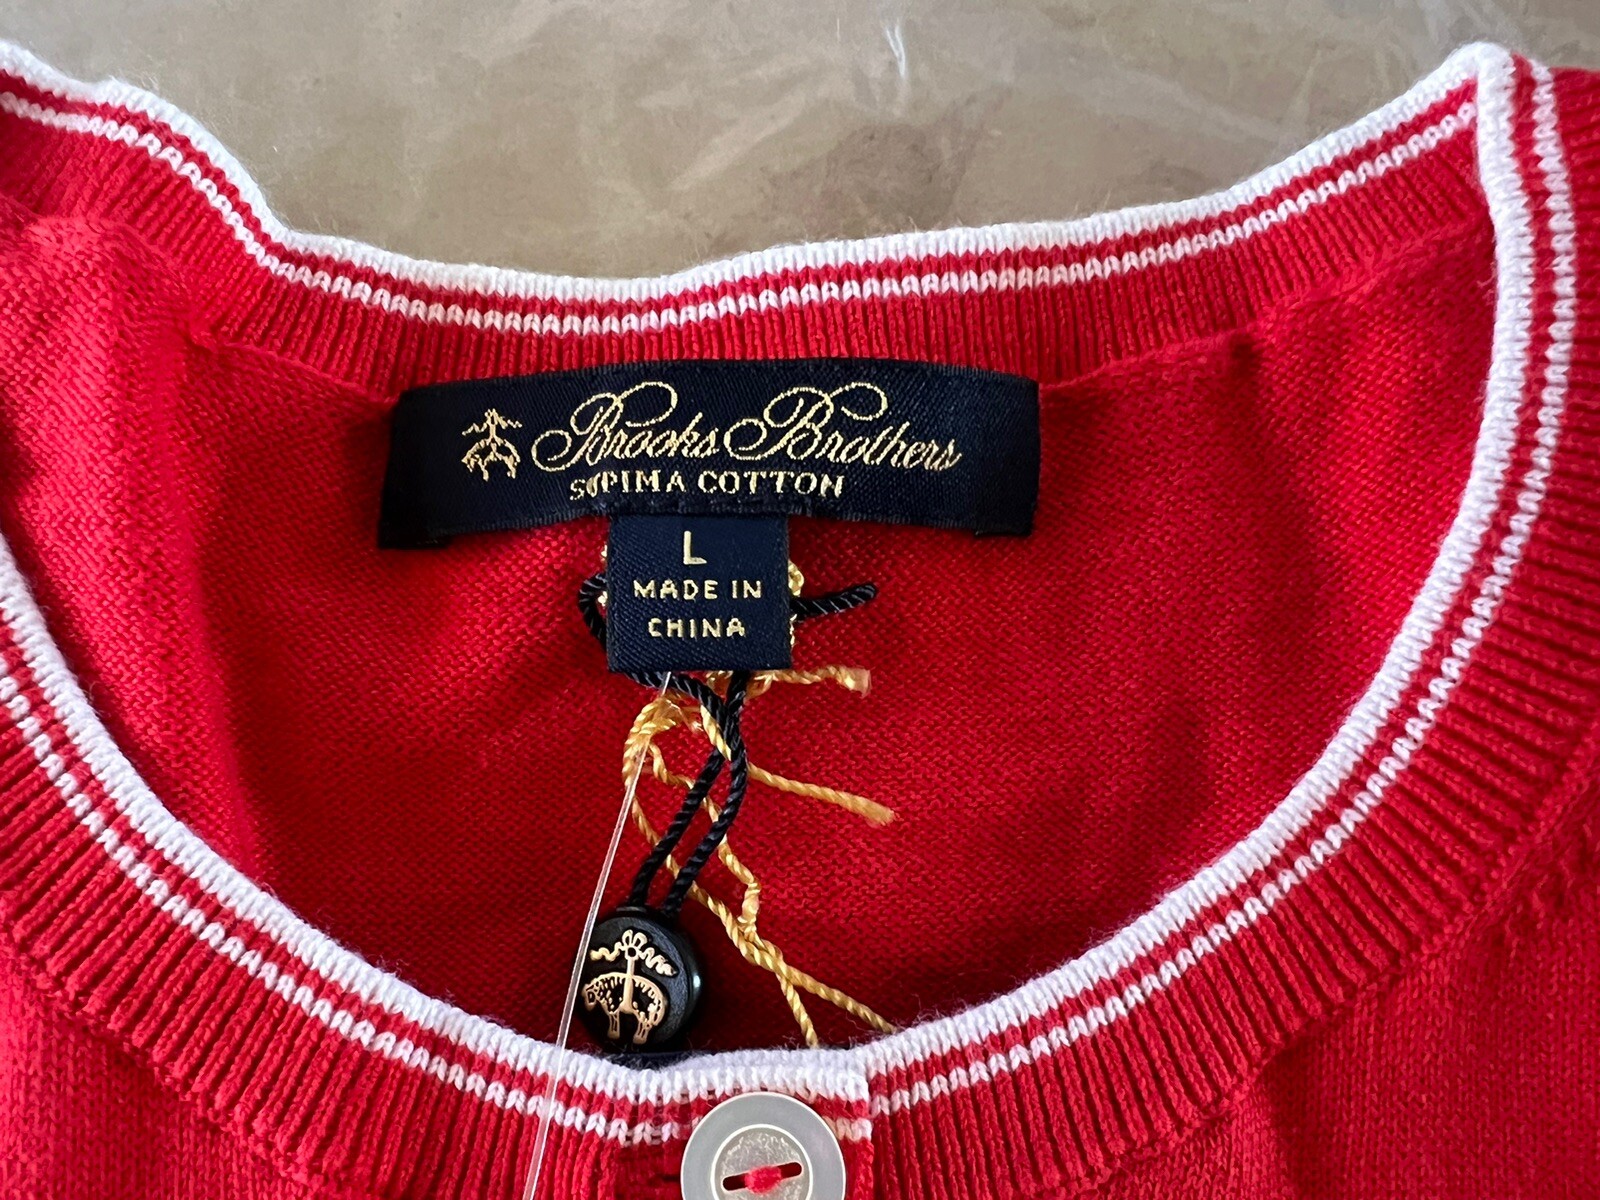 Brooks Brothers
SUPIMA COTTON
L
MADE IN
CHINA